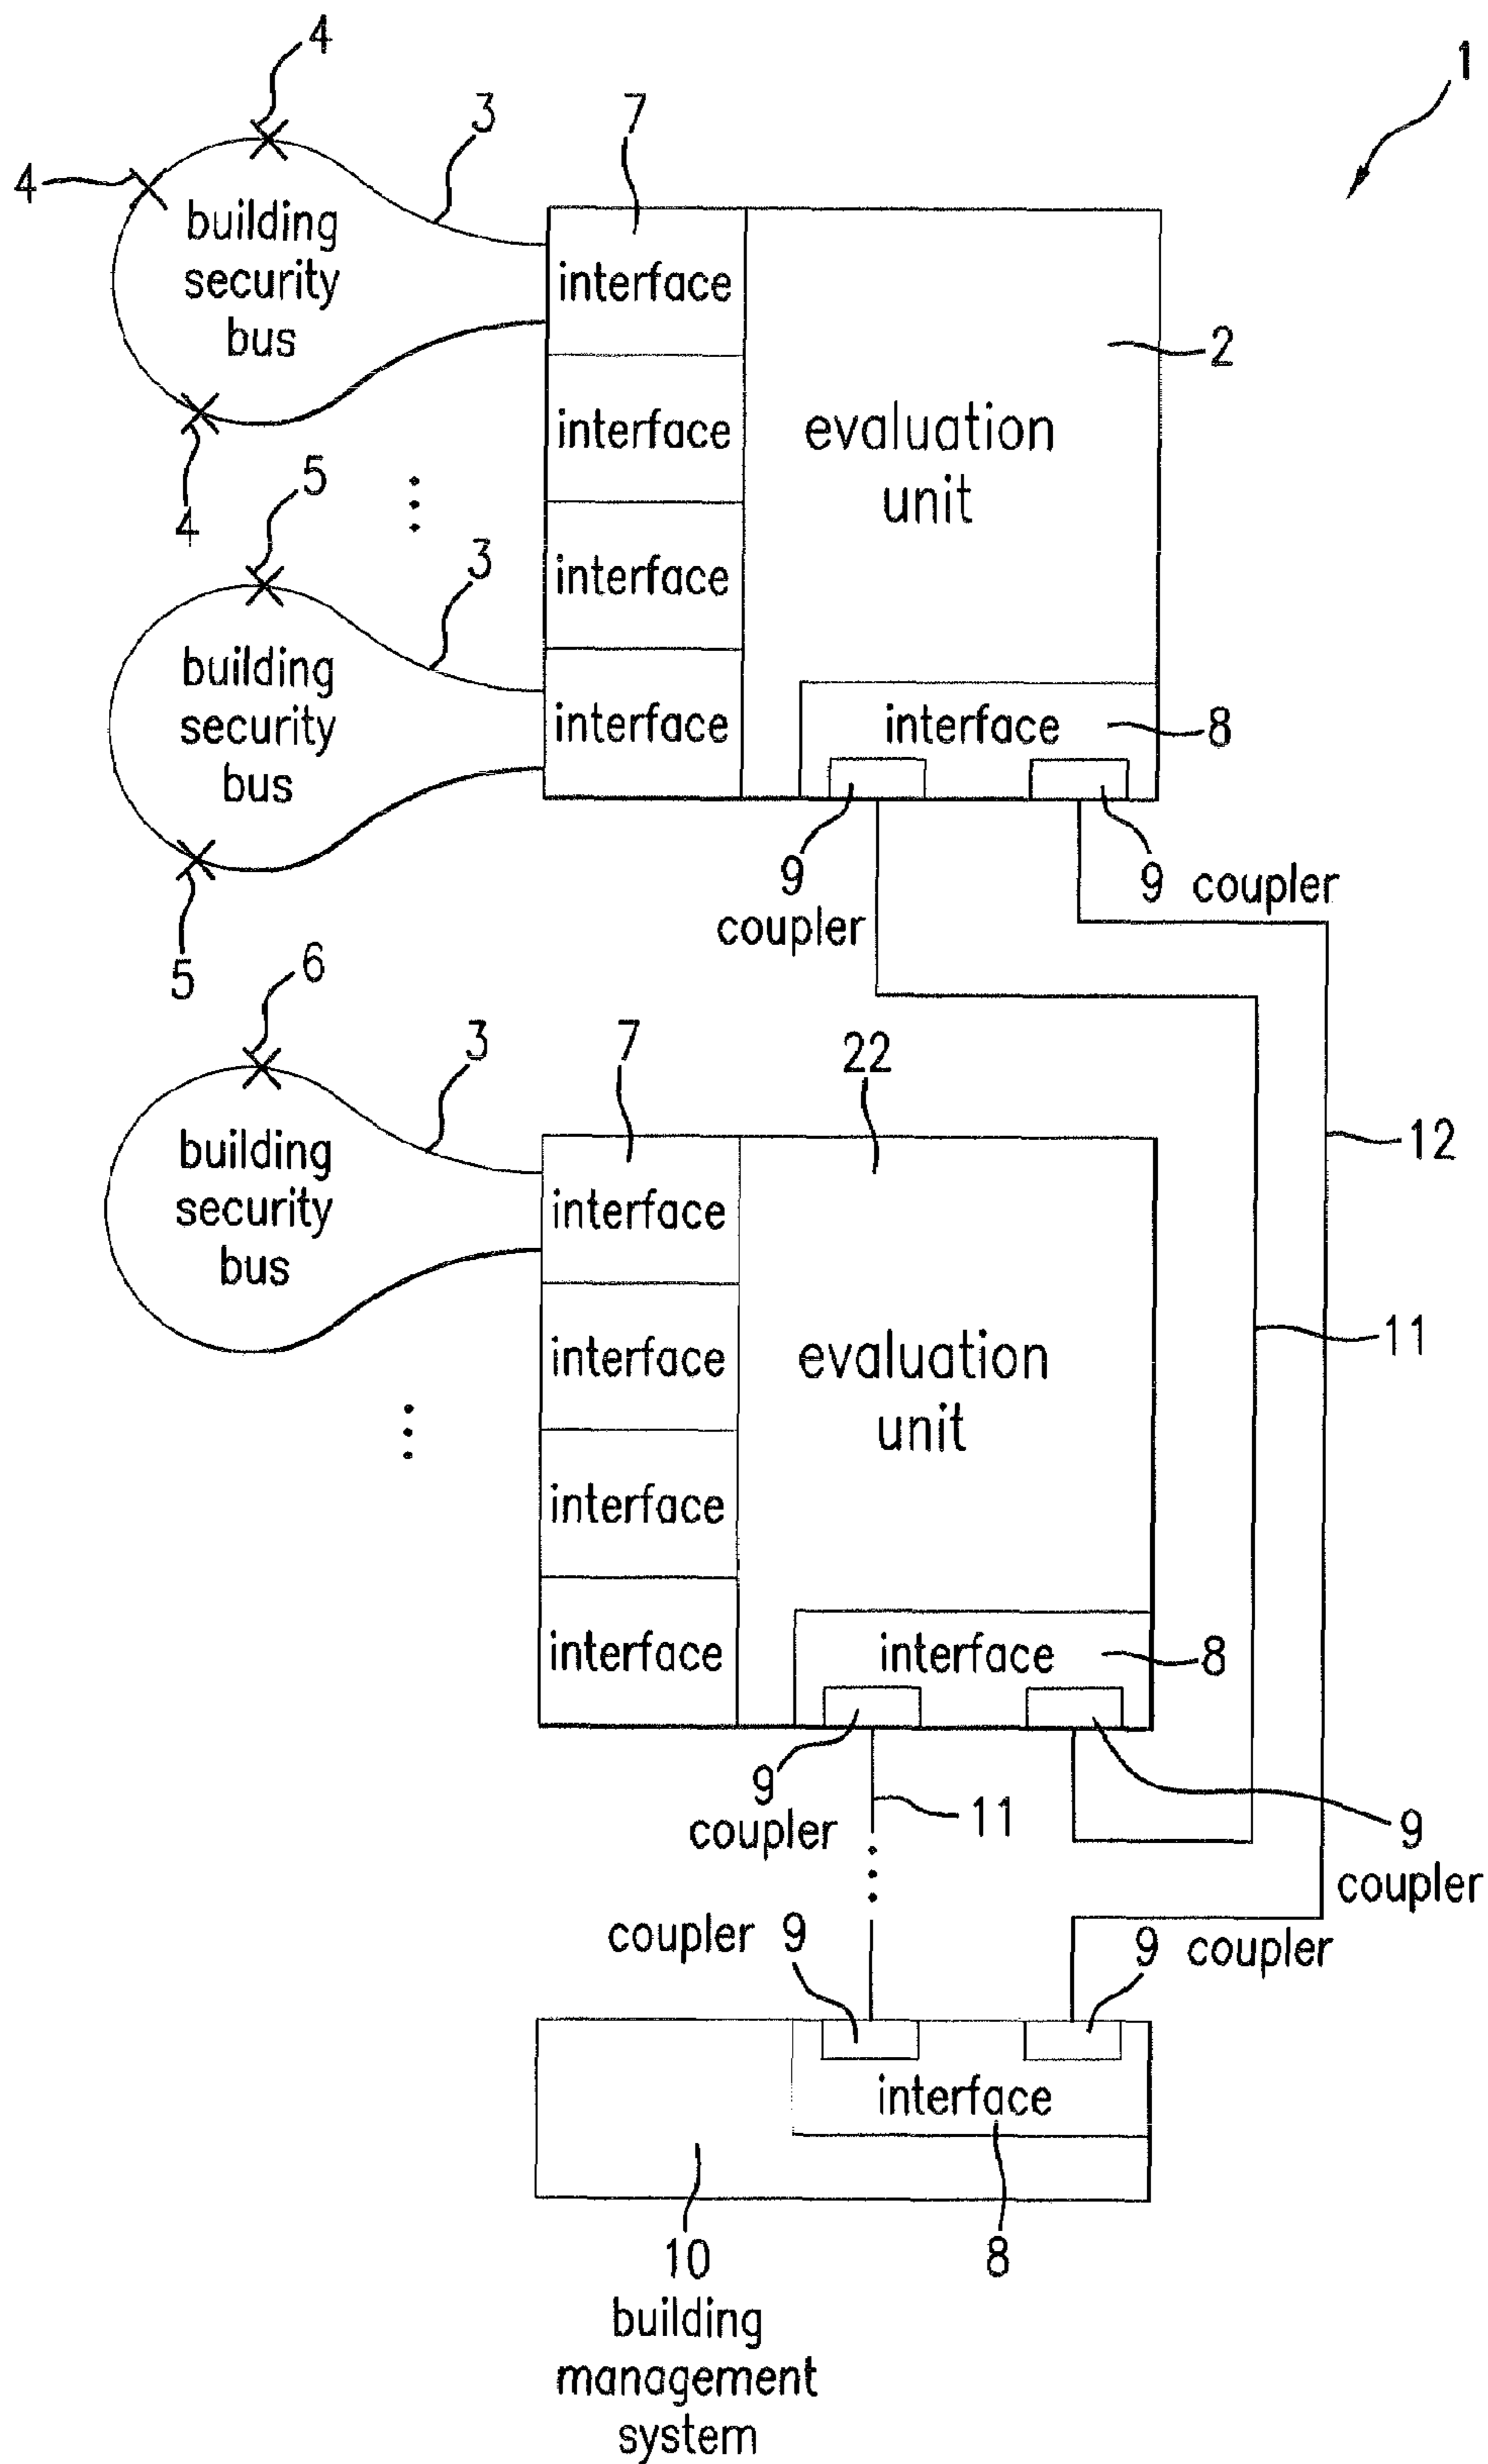 1
4
3
7
4
building
security
bus
interface
2
interface
evaluation
unit
4
5
3
interface
building
security
bus
interface
interface
8
9
coupler
9 coupler
5
6
3
7
22
12
building
security
bus
interface
11
interface
evaluation
unit
interface
interface
interface
8
9
coupler
11
9
coupler
coupler 9
9 coupler
interface
10
8
building
management
system